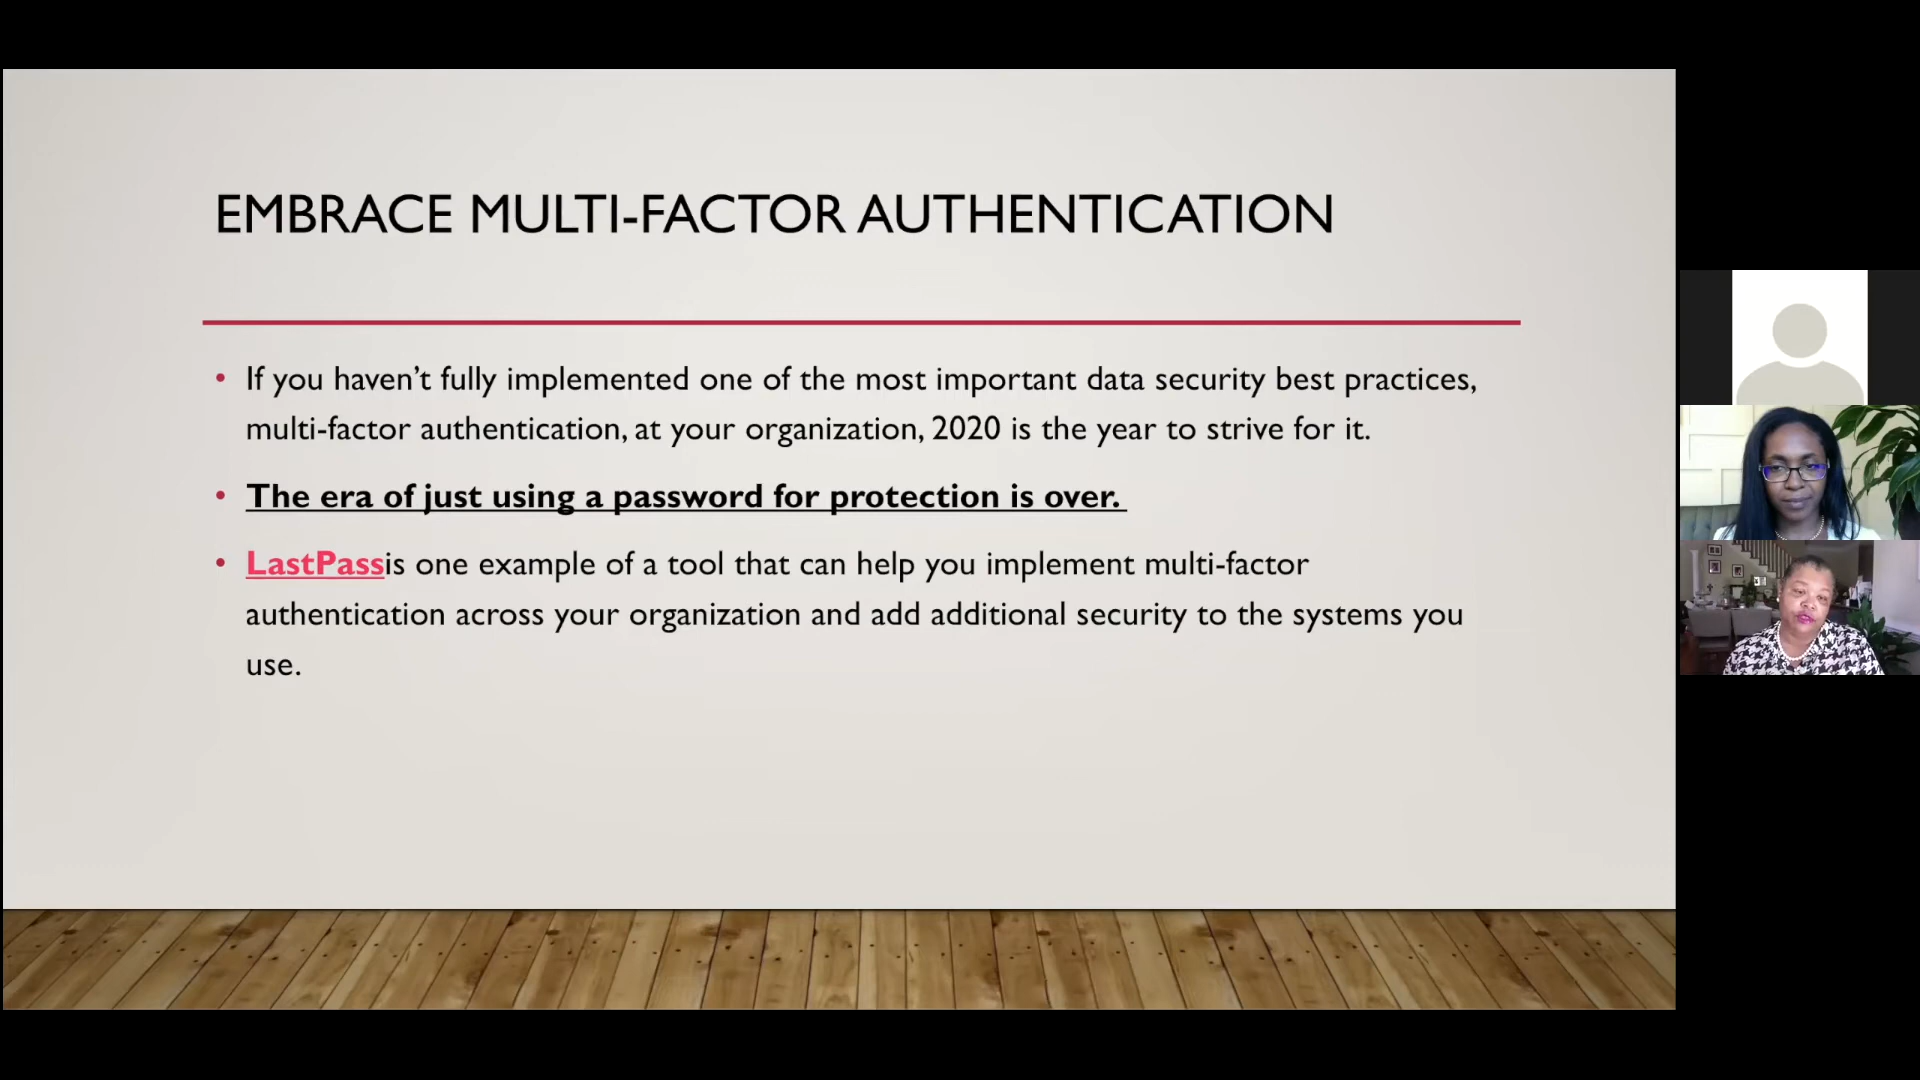 EMBRACE MULTI-FACTOR AUTHENTICATION
• If you haven’t fully implemented one of the most important data security best practices,
multi-factor authentication, at your organization, 2020 is the year to strive for it.
• The era of just using a password for protection is over.
• LastPassis one example of a tool that can help you implement multi-factor
authentication across your organization and add additional security to the systems you
use.